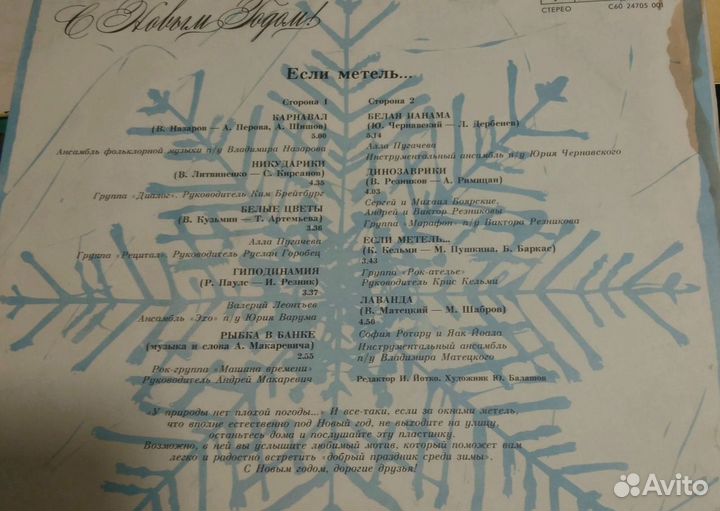 С Новым Годом!
СТЕРЕО С60 24705 001
Если метель...
Сторона 1
КАРНАВАЛ
(В. Назаров — А. Перова, А. Шишов)
5.00
Ансамбль фольклорной музыки п/у Владимира Назарова
НИКУДАРИКИ
(В. Литвиненко — С. Кирсанов)
4.35
Группа «Диалог». Руководитель Ким Брейтбург
БЕЛЫЕ ЦВЕТЫ
(В. Кузьмин — Т. Артемьева)
3.36
Алла Пугачева
Группа «Рецитал». Руководитель Руслан Горобец
ГИПОДИНАМИЯ
(Р. Паулс — И. Резник)
3.37
Валерий Леонтьев
Ансамбль «Эхо» п/у Юрия Варума
РЫБКА В БАНКЕ
(музыка и слова А. Макаревича)
2.55
Рок-группа «Машина времени»
Руководитель Андрей Макаревич
Сторона 2
БЕЛАЯ ПАНАМА
(Ю. Чернавский — Л. Дербенев)
5.14
Алла Пугачева
Инструментальный ансамбль п/у Юрия Чернавского
ДИНОЗАВРИКИ
(В. Резников — А. Римицан)
4.03
Сергей и Михаил Боярские,
Андрей и Виктор Резниковы
Группа «Марафон» п/у Виктора Резникова
ЕСЛИ МЕТЕЛЬ...
(К. Кельми — М. Пушкина, Б. Баркас)
3.43
Группа «Рок-ателье»
Руководитель Крис Кельми
ЛАВАНДА
(В. Матецкий — М. Шабров)
4.56
София Ротару и Яак Йоала
Инструментальный ансамбль
п/у Владимира Матецкого
Редактор И. Йотко. Художник Ю. Балашов
«У природы нет плохой погоды...» И все-таки, если за окнами метель,
что вполне естественно под Новый год, не выходите на улицу,
останьтесь дома и послушайте эту пластинку.
Возможно, в ней вы услышите любимый мотив, который поможет вам
легко и радостно встретить «добрый праздник среди зимы».
С Новым годом, дорогие друзья!
Avito